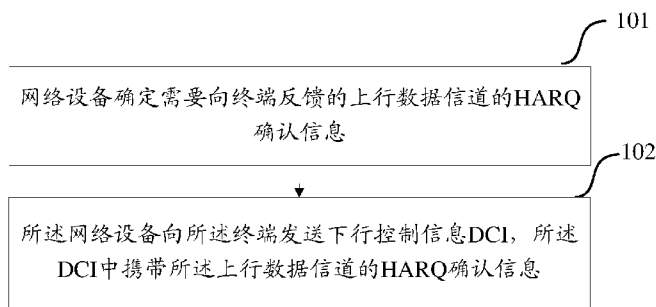 101
网络设备确定需要向终端反馈的上行数据信道的HARQ
确认信息
102
所述网络设备向所述终端发送下行控制信息DCI，所述
DCI中携带所述上行数据信道的HARQ确认信息